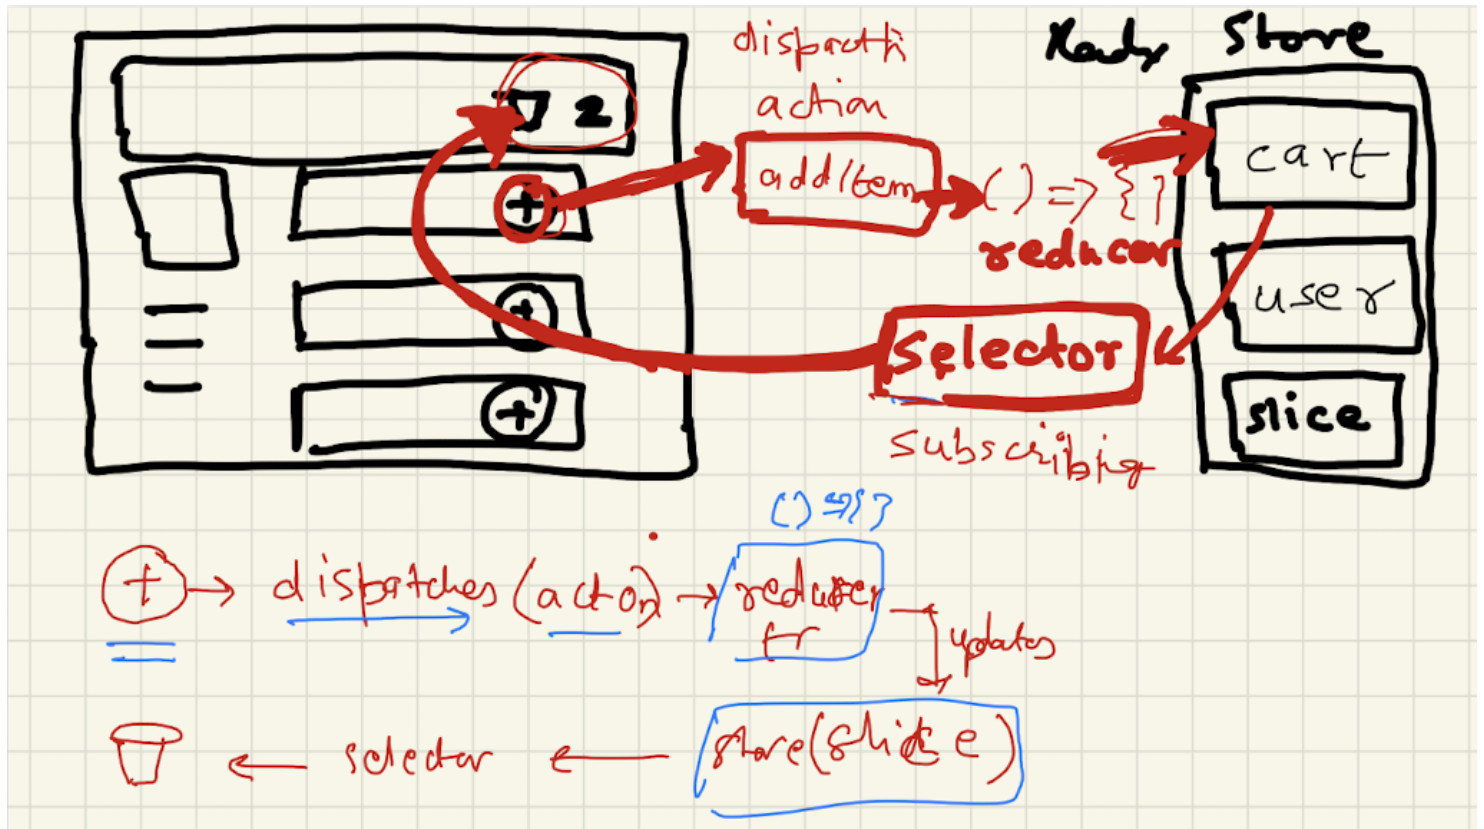 dispatch
action
Redux Store
2
+
addItem
() => {}
reducer
cart
+
user
selector
+
slice
subscribing
() => {}
+ → dispatches (action) → reducer
fn
updates
← selector ← store(slice)